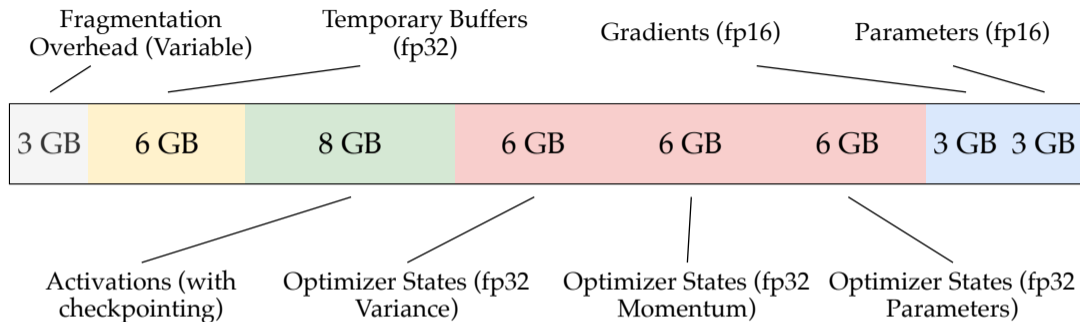 Fragmentation
Overhead (Variable)
Temporary Buffers
(fp32)
Gradients (fp16)
Parameters (fp16)
3 GB
6 GB
8 GB
6 GB
6 GB
6 GB
3 GB
3 GB
Activations (with
checkpointing)
Optimizer States (fp32
Variance)
Optimizer States (fp32
Momentum)
Optimizer States (fp32
Parameters)